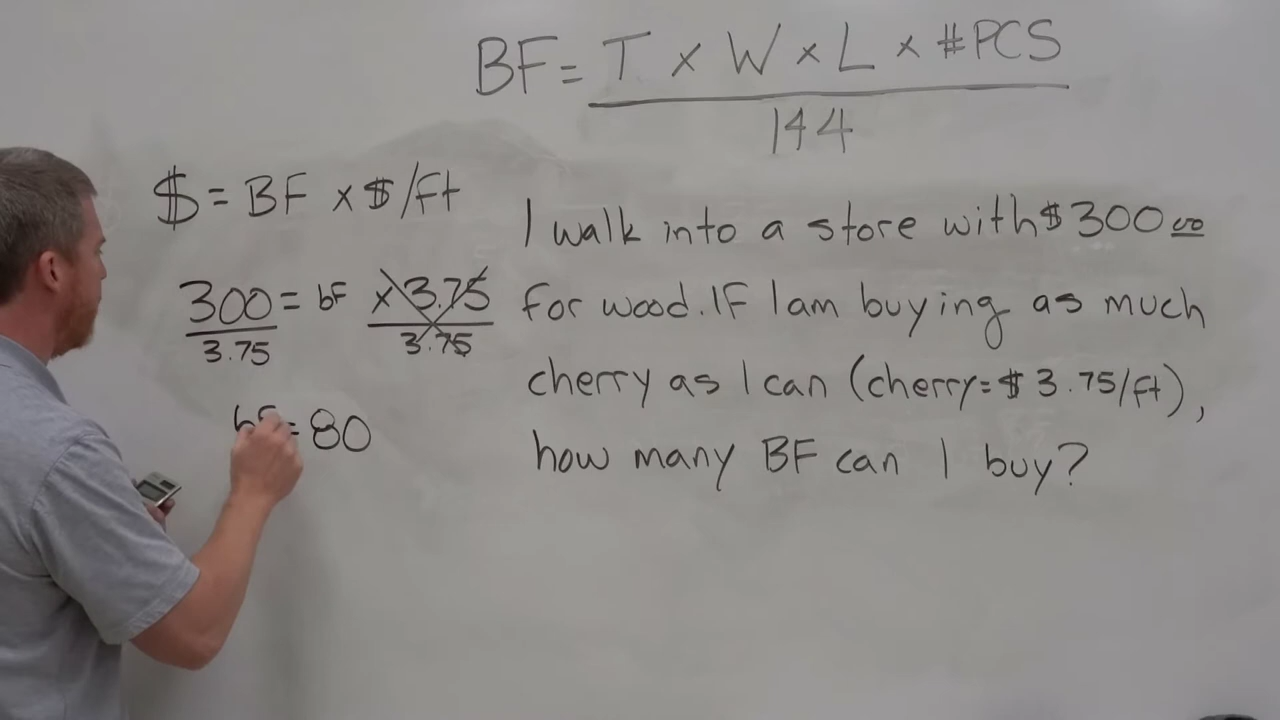 BF = T x W x L x #PCS
144
$ = BF x $/ft
300 = bF x 3.75
3.75 3.75
bF = 80
I walk into a store with $300 00
for wood. IF I am buying as much
cherry as I can (cherry = $3.75/ft),
how many BF can I buy?